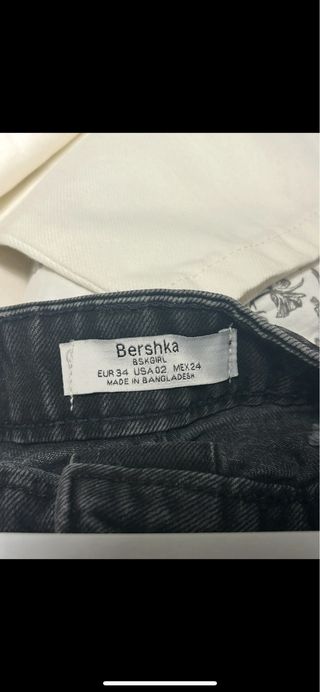 Bershka
BSKGIRL
EUR 34 USA 02 MEX 24
MADE IN BANGLADESH